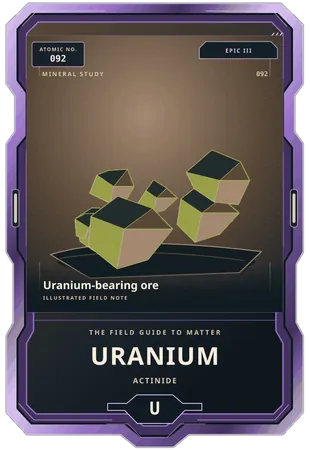 ATOMIC NO.
092
EPIC III
MINERAL STUDY
092
Uranium-bearing ore
ILLUSTRATED FIELD NOTE
THE FIELD GUIDE TO MATTER
URANIUM
ACTINIDE
U